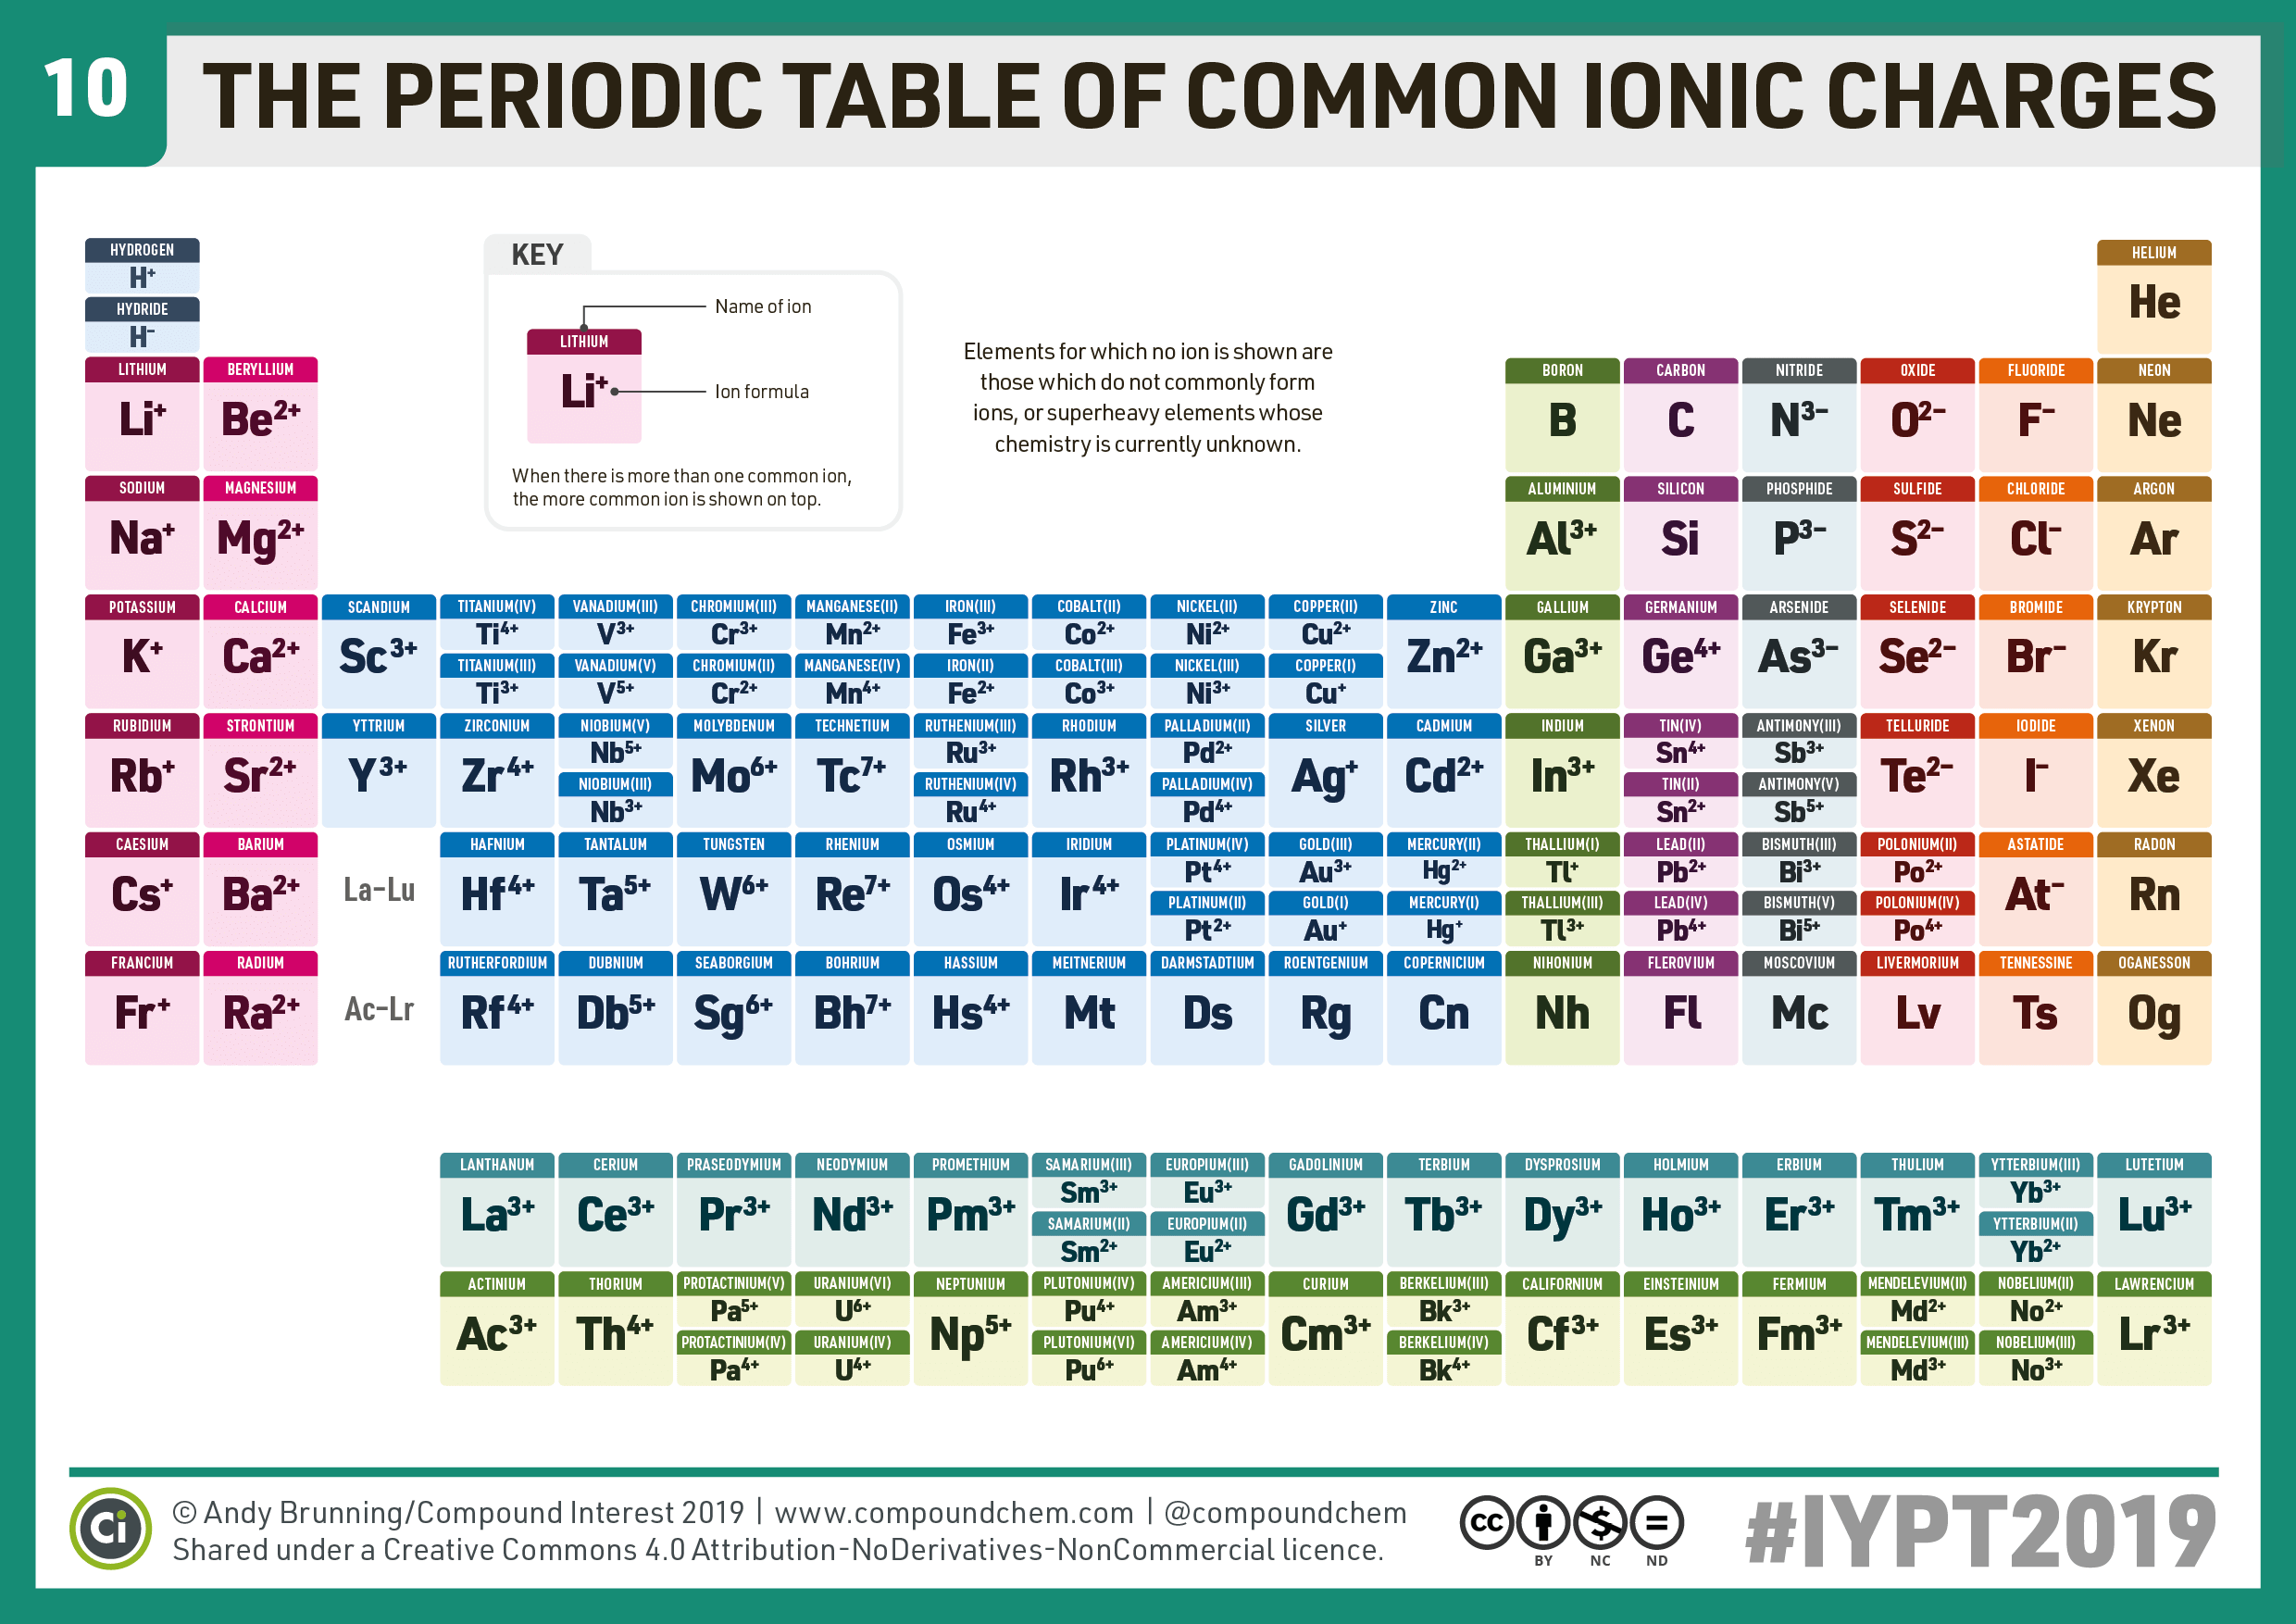 10
THE PERIODIC TABLE OF COMMON IONIC CHARGES
KEY
Name of ion
LITHIUM
Li⁺
Ion formula
When there is more than one common ion,
the more common ion is shown on top.
Elements for which no ion is shown are
those which do not commonly form
ions, or superheavy elements whose
chemistry is currently unknown.
HYDROGEN HELIUM
H⁺ He
HYDRIDE
H⁻
LITHIUM BERYLLIUM BORON CARBON NITRIDE OXIDE FLUORIDE NEON
Li⁺ Be²⁺ B C N³⁻ O²⁻ F⁻ Ne
SODIUM MAGNESIUM ALUMINIUM SILICON PHOSPHIDE SULFIDE CHLORIDE ARGON
Na⁺ Mg²⁺ Al³⁺ Si P³⁻ S²⁻ Cl⁻ Ar
POTASSIUM CALCIUM SCANDIUM TITANIUM(IV) VANADIUM(III) CHROMIUM(III) MANGANESE(II) IRON(III) COBALT(II) NICKEL(II) COPPER(II) ZINC GALLIUM GERMANIUM ARSENIDE SELENIDE BROMIDE KRYPTON
Ti⁴⁺ V³⁺ Cr³⁺ Mn²⁺ Fe³⁺ Co²⁺ Ni²⁺ Cu²⁺
K⁺ Ca²⁺ Sc³⁺ Zn²⁺ Ga³⁺ Ge⁴⁺ As³⁻ Se²⁻ Br⁻ Kr
TITANIUM(III) VANADIUM(V) CHROMIUM(II) MANGANESE(IV) IRON(II) COBALT(III) NICKEL(III) COPPER(I)
Ti³⁺ V⁵⁺ Cr²⁺ Mn⁴⁺ Fe²⁺ Co³⁺ Ni³⁺ Cu⁺
RUBIDIUM STRONTIUM YTTRIUM ZIRCONIUM NIOBIUM(V) MOLYBDENUM TECHNETIUM RUTHENIUM(III) RHODIUM PALLADIUM(II) SILVER CADMIUM INDIUM TIN(IV) ANTIMONY(III) TELLURIDE IODIDE XENON
Nb⁵⁺ Ru³⁺ Pd²⁺ Sn⁴⁺ Sb³⁺
Rb⁺ Sr²⁺ Y³⁺ Zr⁴⁺ Mo⁶⁺ Tc⁷⁺ Rh³⁺ Ag⁺ Cd²⁺ In³⁺ Te²⁻ I⁻ Xe
NIOBIUM(III) RUTHENIUM(IV) PALLADIUM(IV) TIN(II) ANTIMONY(V)
Nb³⁺ Ru⁴⁺ Pd⁴⁺ Sn²⁺ Sb⁵⁺
CAESIUM BARIUM HAFNIUM TANTALUM TUNGSTEN RHENIUM OSMIUM IRIDIUM PLATINUM(IV) GOLD(III) MERCURY(II) THALLIUM(I) LEAD(II) BISMUTH(III) POLONIUM(II) ASTATIDE RADON
Pt⁴⁺ Au³⁺ Hg²⁺ Tl⁺ Pb²⁺ Bi³⁺ Po²⁺
Cs⁺ Ba²⁺ La–Lu Hf⁴⁺ Ta⁵⁺ W⁶⁺ Re⁷⁺ Os⁴⁺ Ir⁴⁺ At⁻ Rn
PLATINUM(II) GOLD(I) MERCURY(I) THALLIUM(III) LEAD(IV) BISMUTH(V) POLONIUM(IV)
Pt²⁺ Au⁺ Hg⁺ Tl³⁺ Pb⁴⁺ Bi⁵⁺ Po⁴⁺
FRANCIUM RADIUM RUTHERFORDIUM DUBNIUM SEABORGIUM BOHRIUM HASSIUM MEITNERIUM DARMSTADTIUM ROENTGENIUM COPERNICIUM NIHONIUM FLEROVIUM MOSCOVIUM LIVERMORIUM TENNESSINE OGANESSON
Fr⁺ Ra²⁺ Ac–Lr Rf⁴⁺ Db⁵⁺ Sg⁶⁺ Bh⁷⁺ Hs⁴⁺ Mt Ds Rg Cn Nh Fl Mc Lv Ts Og
LANTHANUM CERIUM PRASEODYMIUM NEODYMIUM PROMETHIUM SAMARIUM(III) EUROPIUM(III) GADOLINIUM TERBIUM DYSPROSIUM HOLMIUM ERBIUM THULIUM YTTERBIUM(III) LUTETIUM
Sm³⁺ Eu³⁺ Yb³⁺
La³⁺ Ce³⁺ Pr³⁺ Nd³⁺ Pm³⁺ Gd³⁺ Tb³⁺ Dy³⁺ Ho³⁺ Er³⁺ Tm³⁺ Lu³⁺
SAMARIUM(II) EUROPIUM(II) YTTERBIUM(II)
Sm²⁺ Eu²⁺ Yb²⁺
ACTINIUM THORIUM PROTACTINIUM(V) URANIUM(VI) NEPTUNIUM PLUTONIUM(IV) AMERICIUM(III) CURIUM BERKELIUM(III) CALIFORNIUM EINSTEINIUM FERMIUM MENDELEVIUM(II) NOBELIUM(II) LAWRENCIUM
Pa⁵⁺ U⁶⁺ Pu⁴⁺ Am³⁺ Bk³⁺ Md²⁺ No²⁺
Ac³⁺ Th⁴⁺ Np⁵⁺ Cm³⁺ Cf³⁺ Es³⁺ Fm³⁺ Lr³⁺
PROTACTINIUM(IV) URANIUM(IV) PLUTONIUM(VI) AMERICIUM(IV) BERKELIUM(IV) MENDELEVIUM(III) NOBELIUM(III)
Pa⁴⁺ U⁴⁺ Pu⁶⁺ Am⁴⁺ Bk⁴⁺ Md³⁺ No³⁺
Ci
© Andy Brunning/Compound Interest 2019 | www.compoundchem.com | @compoundchem
Shared under a Creative Commons 4.0 Attribution-NoDerivatives-NonCommercial licence.
cc
BY NC ND
#IYPT2019